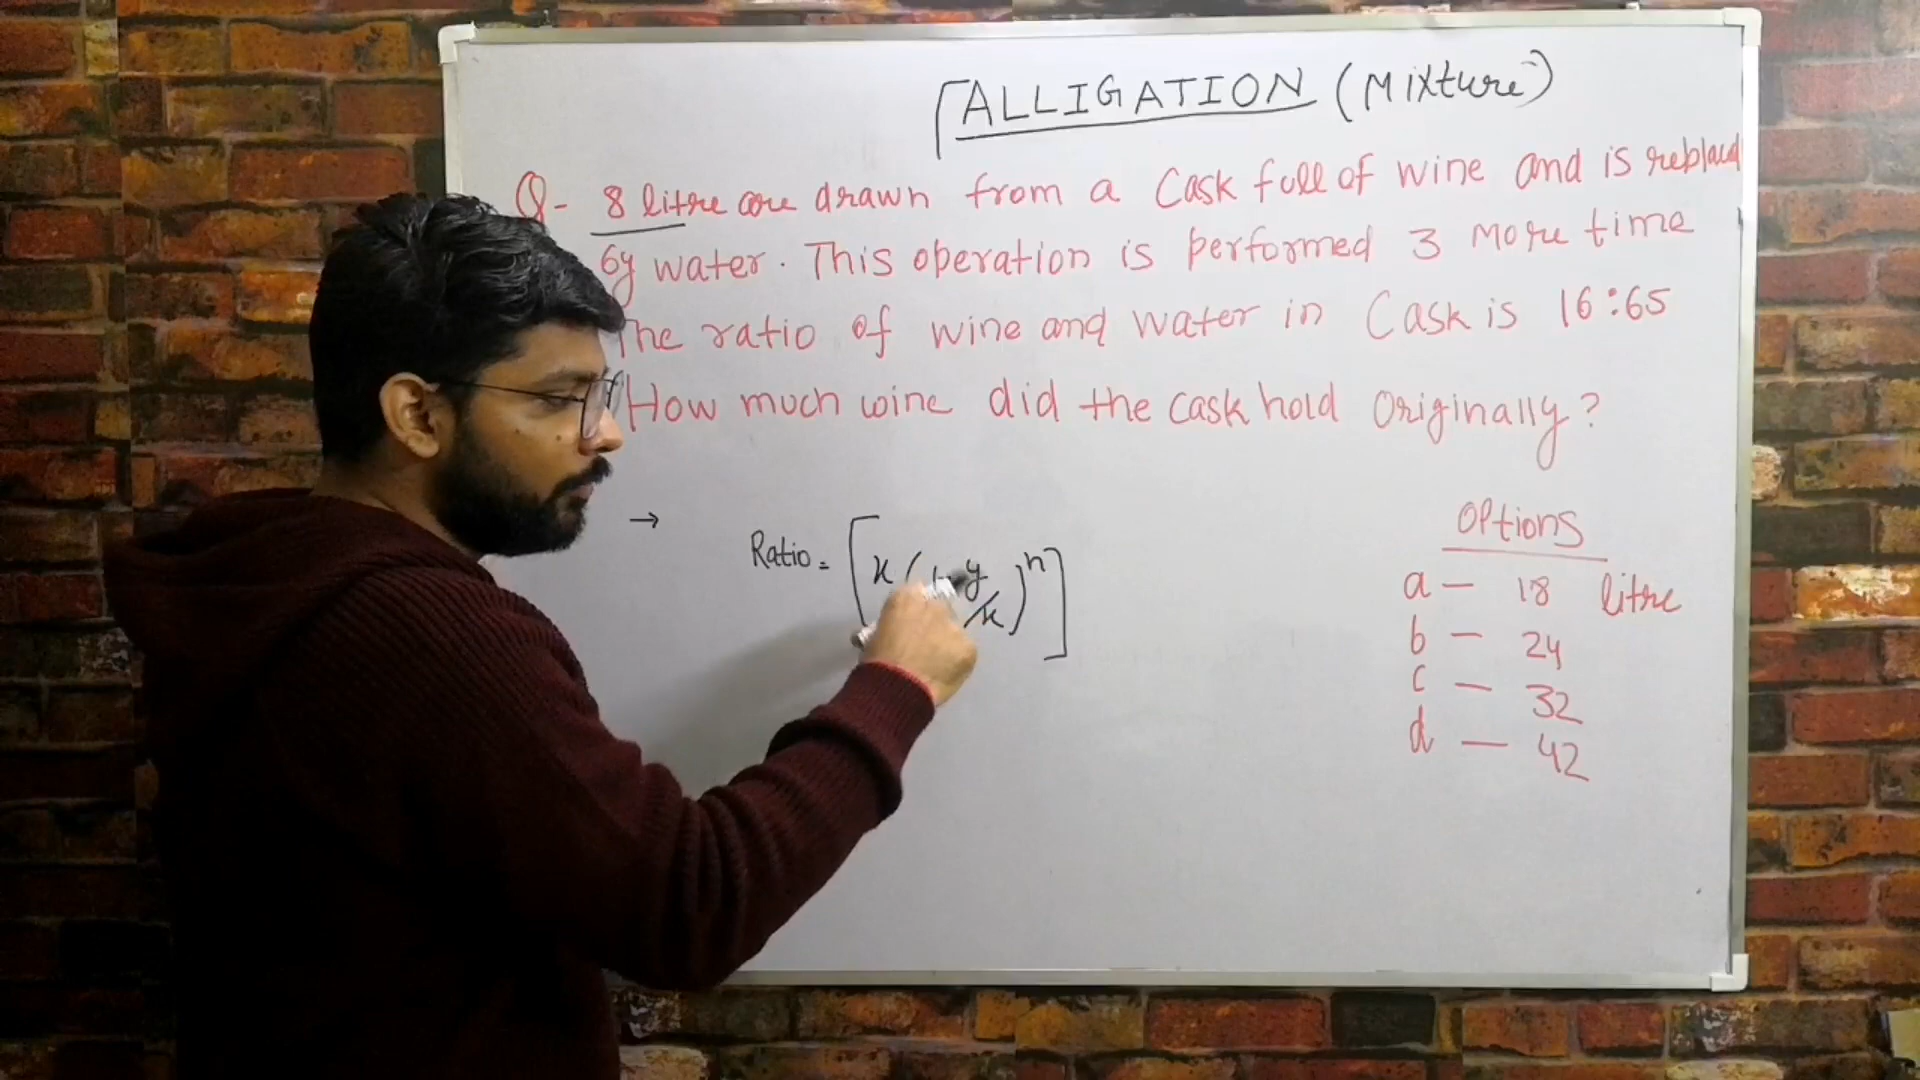 ALLIGATION (Mixture)
Q- 8 litre are drawn from a Cask full of wine and is replaced
by water. This operation is performed 3 More time
The ratio of wine and water in Cask is 16:65
How much wine did the Cask hold originally?
→ Ratio = [x(1-y/x)^n]
Options
a — 18 litre
b — 24
c — 32
d — 42